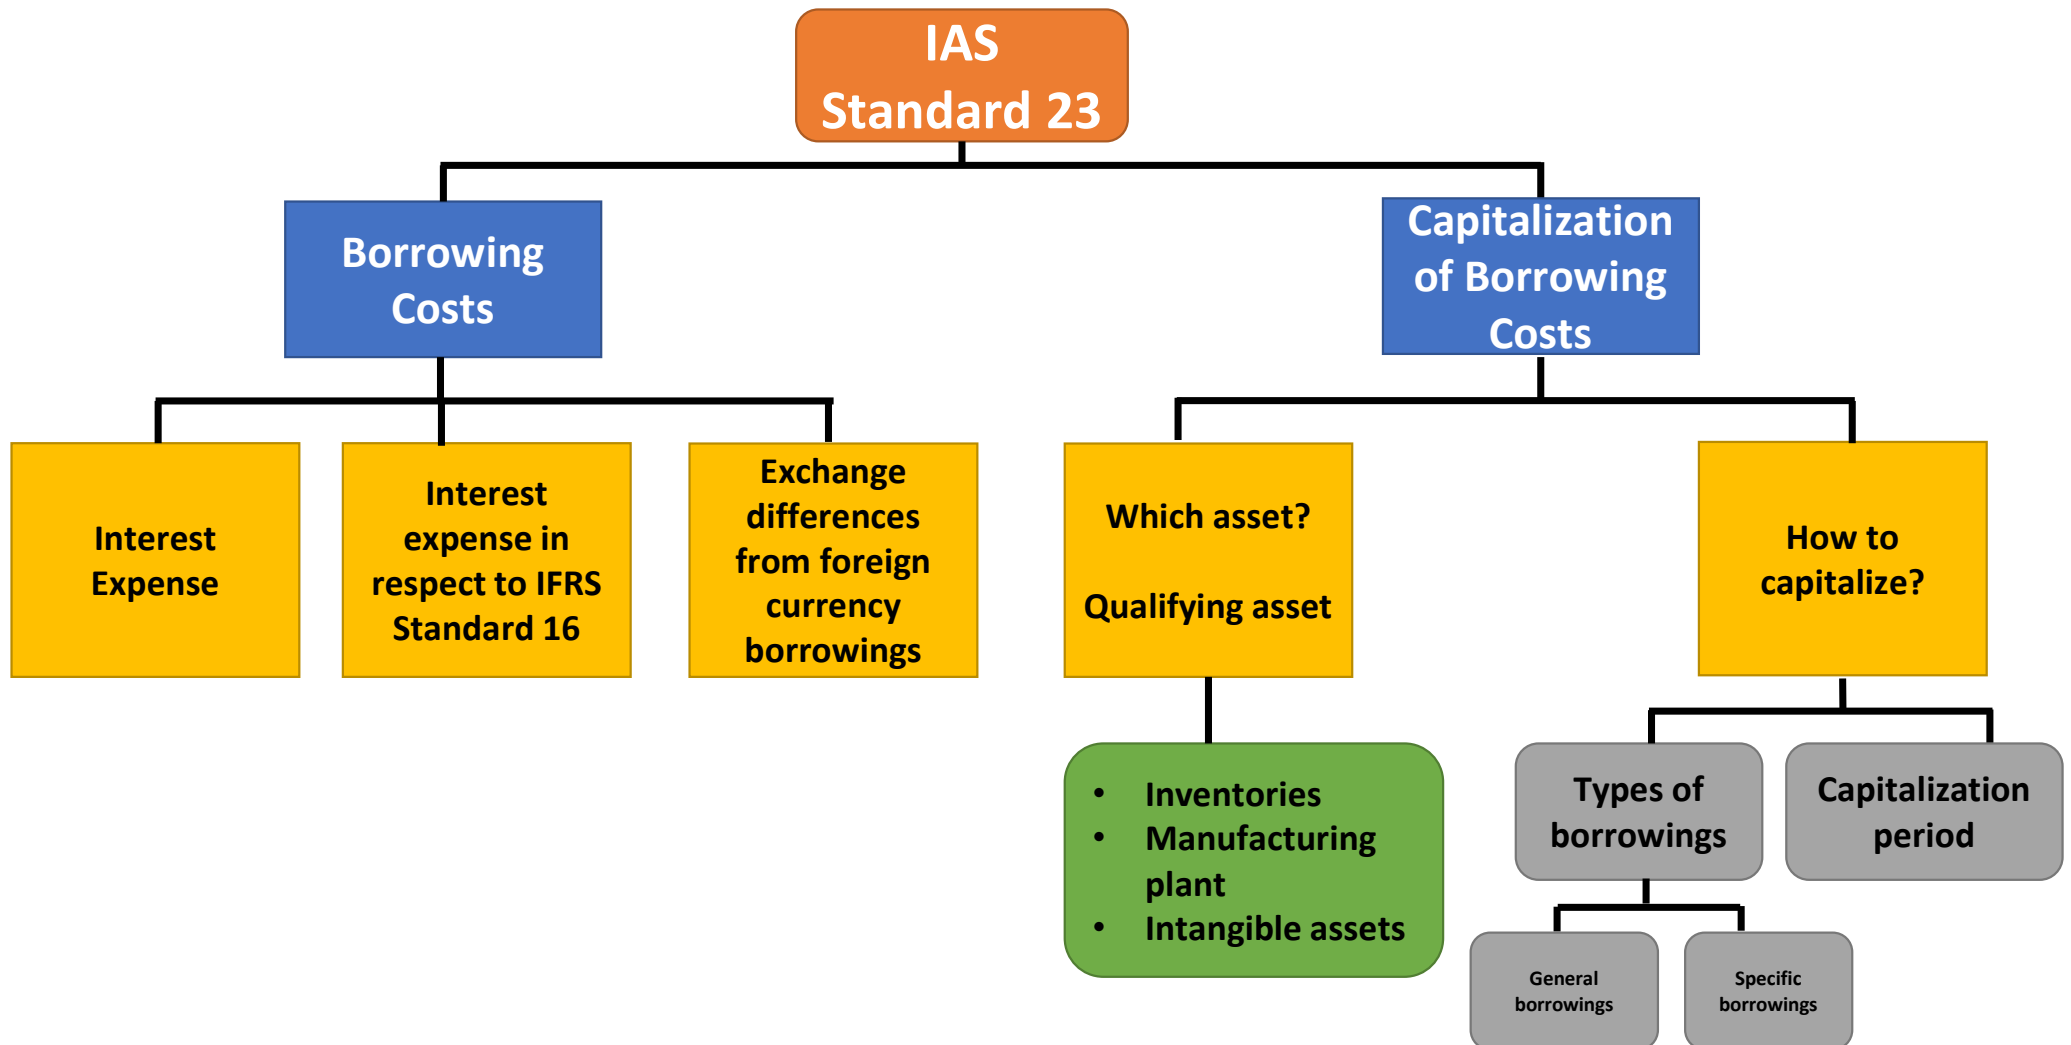 IAS
Standard 23
Borrowing
Costs
Capitalization
of Borrowing
Costs
Interest
Expense
Interest
expense in
respect to IFRS
Standard 16
Exchange
differences
from foreign
currency
borrowings
Which asset?
Qualifying asset
How to
capitalize?
• Inventories
• Manufacturing
plant
• Intangible assets
Types of
borrowings
Capitalization
period
General
borrowings
Specific
borrowings